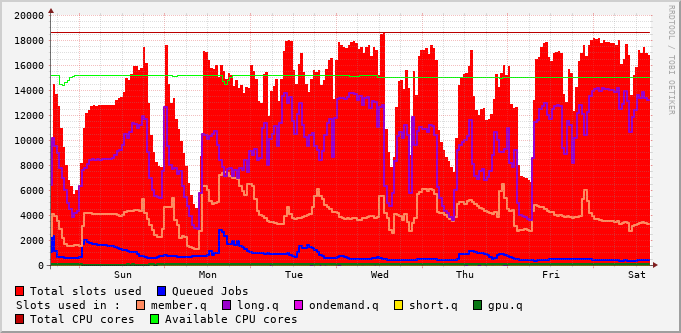 RRDTOOL / TOBI OETIKER
20000
18000
16000
14000
12000
10000
8000
6000
4000
2000
0
Sun Mon Tue Wed Thu Fri Sat
Total slots used Queued Jobs
Slots used in : member.q long.q ondemand.q short.q gpu.q
Total CPU cores Available CPU cores